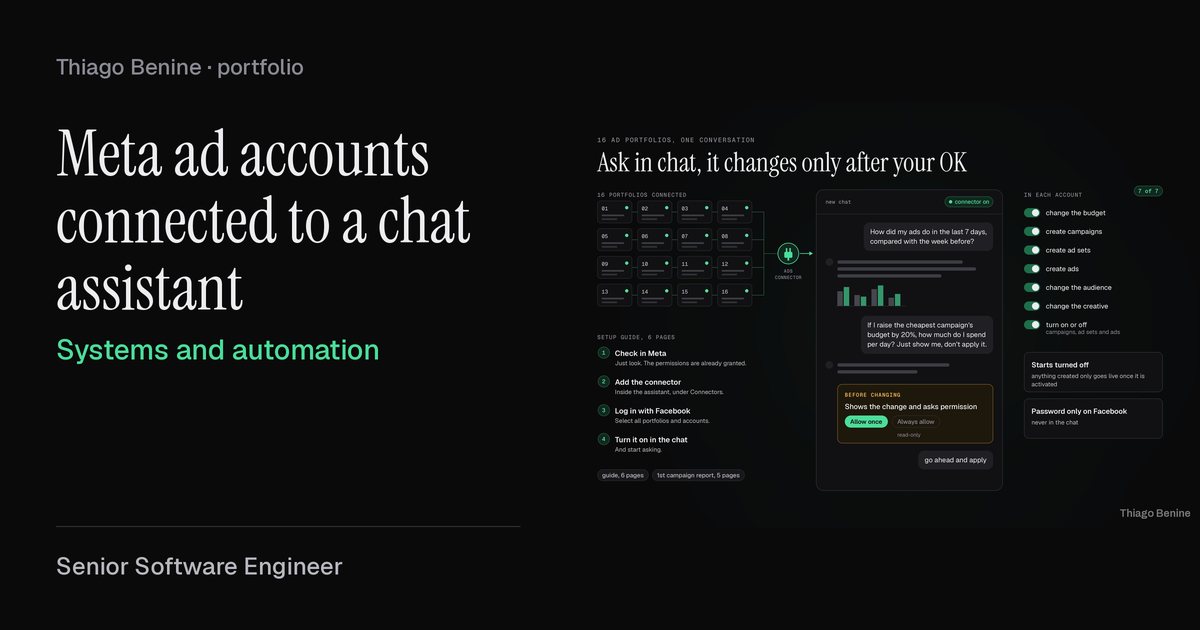 Thiago Benine · portfolio
Meta ad accounts
connected to a chat
assistant
Systems and automation
Senior Software Engineer
16 AD PORTFOLIOS, ONE CONVERSATION
Ask in chat, it changes only after your OK
16 PORTFOLIOS CONNECTED
01 02 03 04
05 06 07 08
09 10 11 12
13 14 15 16
ADS
CONNECTOR
SETUP GUIDE, 6 PAGES
1 Check in Meta
Just look. The permissions are already granted.
2 Add the connector
Inside the assistant, under Connectors.
3 Log in with Facebook
Select all portfolios and accounts.
4 Turn it on in the chat
And start asking.
guide, 6 pages 1st campaign report, 5 pages
new chat connector on
How did my ads do in the last 7 days,
compared with the week before?
If I raise the cheapest campaign's
budget by 20%, how much do I spend
per day? Just show me, don't apply it.
BEFORE CHANGING
Shows the change and asks permission
Allow once Always allow
read-only
go ahead and apply
7 of 7
IN EACH ACCOUNT
change the budget
create campaigns
create ad sets
create ads
change the audience
change the creative
turn on or off
campaigns, ad sets and ads
Starts turned off
anything created only goes live once it is
activated
Password only on Facebook
never in the chat
Thiago Benine